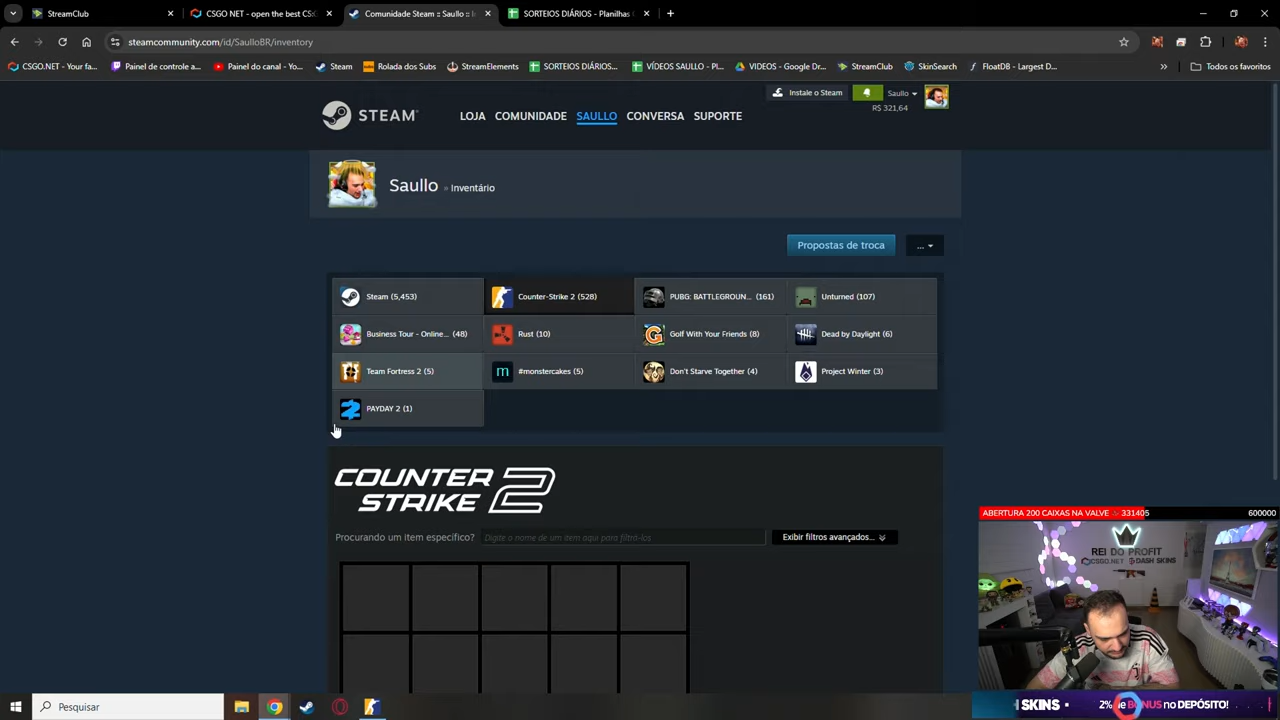 StreamClub
CSGO NET - open the best CS:
Comunidade Steam :: Saullo ::
SORTEIOS DIÁRIOS - Planilhas
steamcommunity.com/id/SaulloBR/inventory
CSGO.NET - Your fa...
Painel de controle a...
Painel do canal - Yo...
Steam
Rolada dos Subs
StreamElements
SORTEIOS DIÁRIOS...
VÍDEOS SAULLO - Pl...
VIDEOS - Google Dr...
StreamClub
SkinSearch
FloatDB - Largest D...
Todos os favoritos
Instale o Steam
Saullo
R$ 321,64
STEAM
LOJA COMUNIDADE SAULLO CONVERSA SUPORTE
Saullo » Inventário
Propostas de troca
...
Steam (5,453)
Counter-Strike 2 (528)
PUBG: BATTLEGROUN... (161)
Unturned (107)
Business Tour - Online... (48)
Rust (10)
Golf With Your Friends (8)
Dead by Daylight (6)
Team Fortress 2 (5)
#monstercakes (5)
Don't Starve Together (4)
Project Winter (3)
PAYDAY 2 (1)
COUNTER
STRIKE 2
Procurando um item específico?
Digite o nome de um item aqui para filtrá-los
Exibir filtros avançados...
ABERTURA 200 CAIXAS NA VALVE
331405
600000
REI DO PROFIT
CSGO.NET DASH SKINS
Pesquisar
SKINS
2% de BONUS no DEPÓSITO!